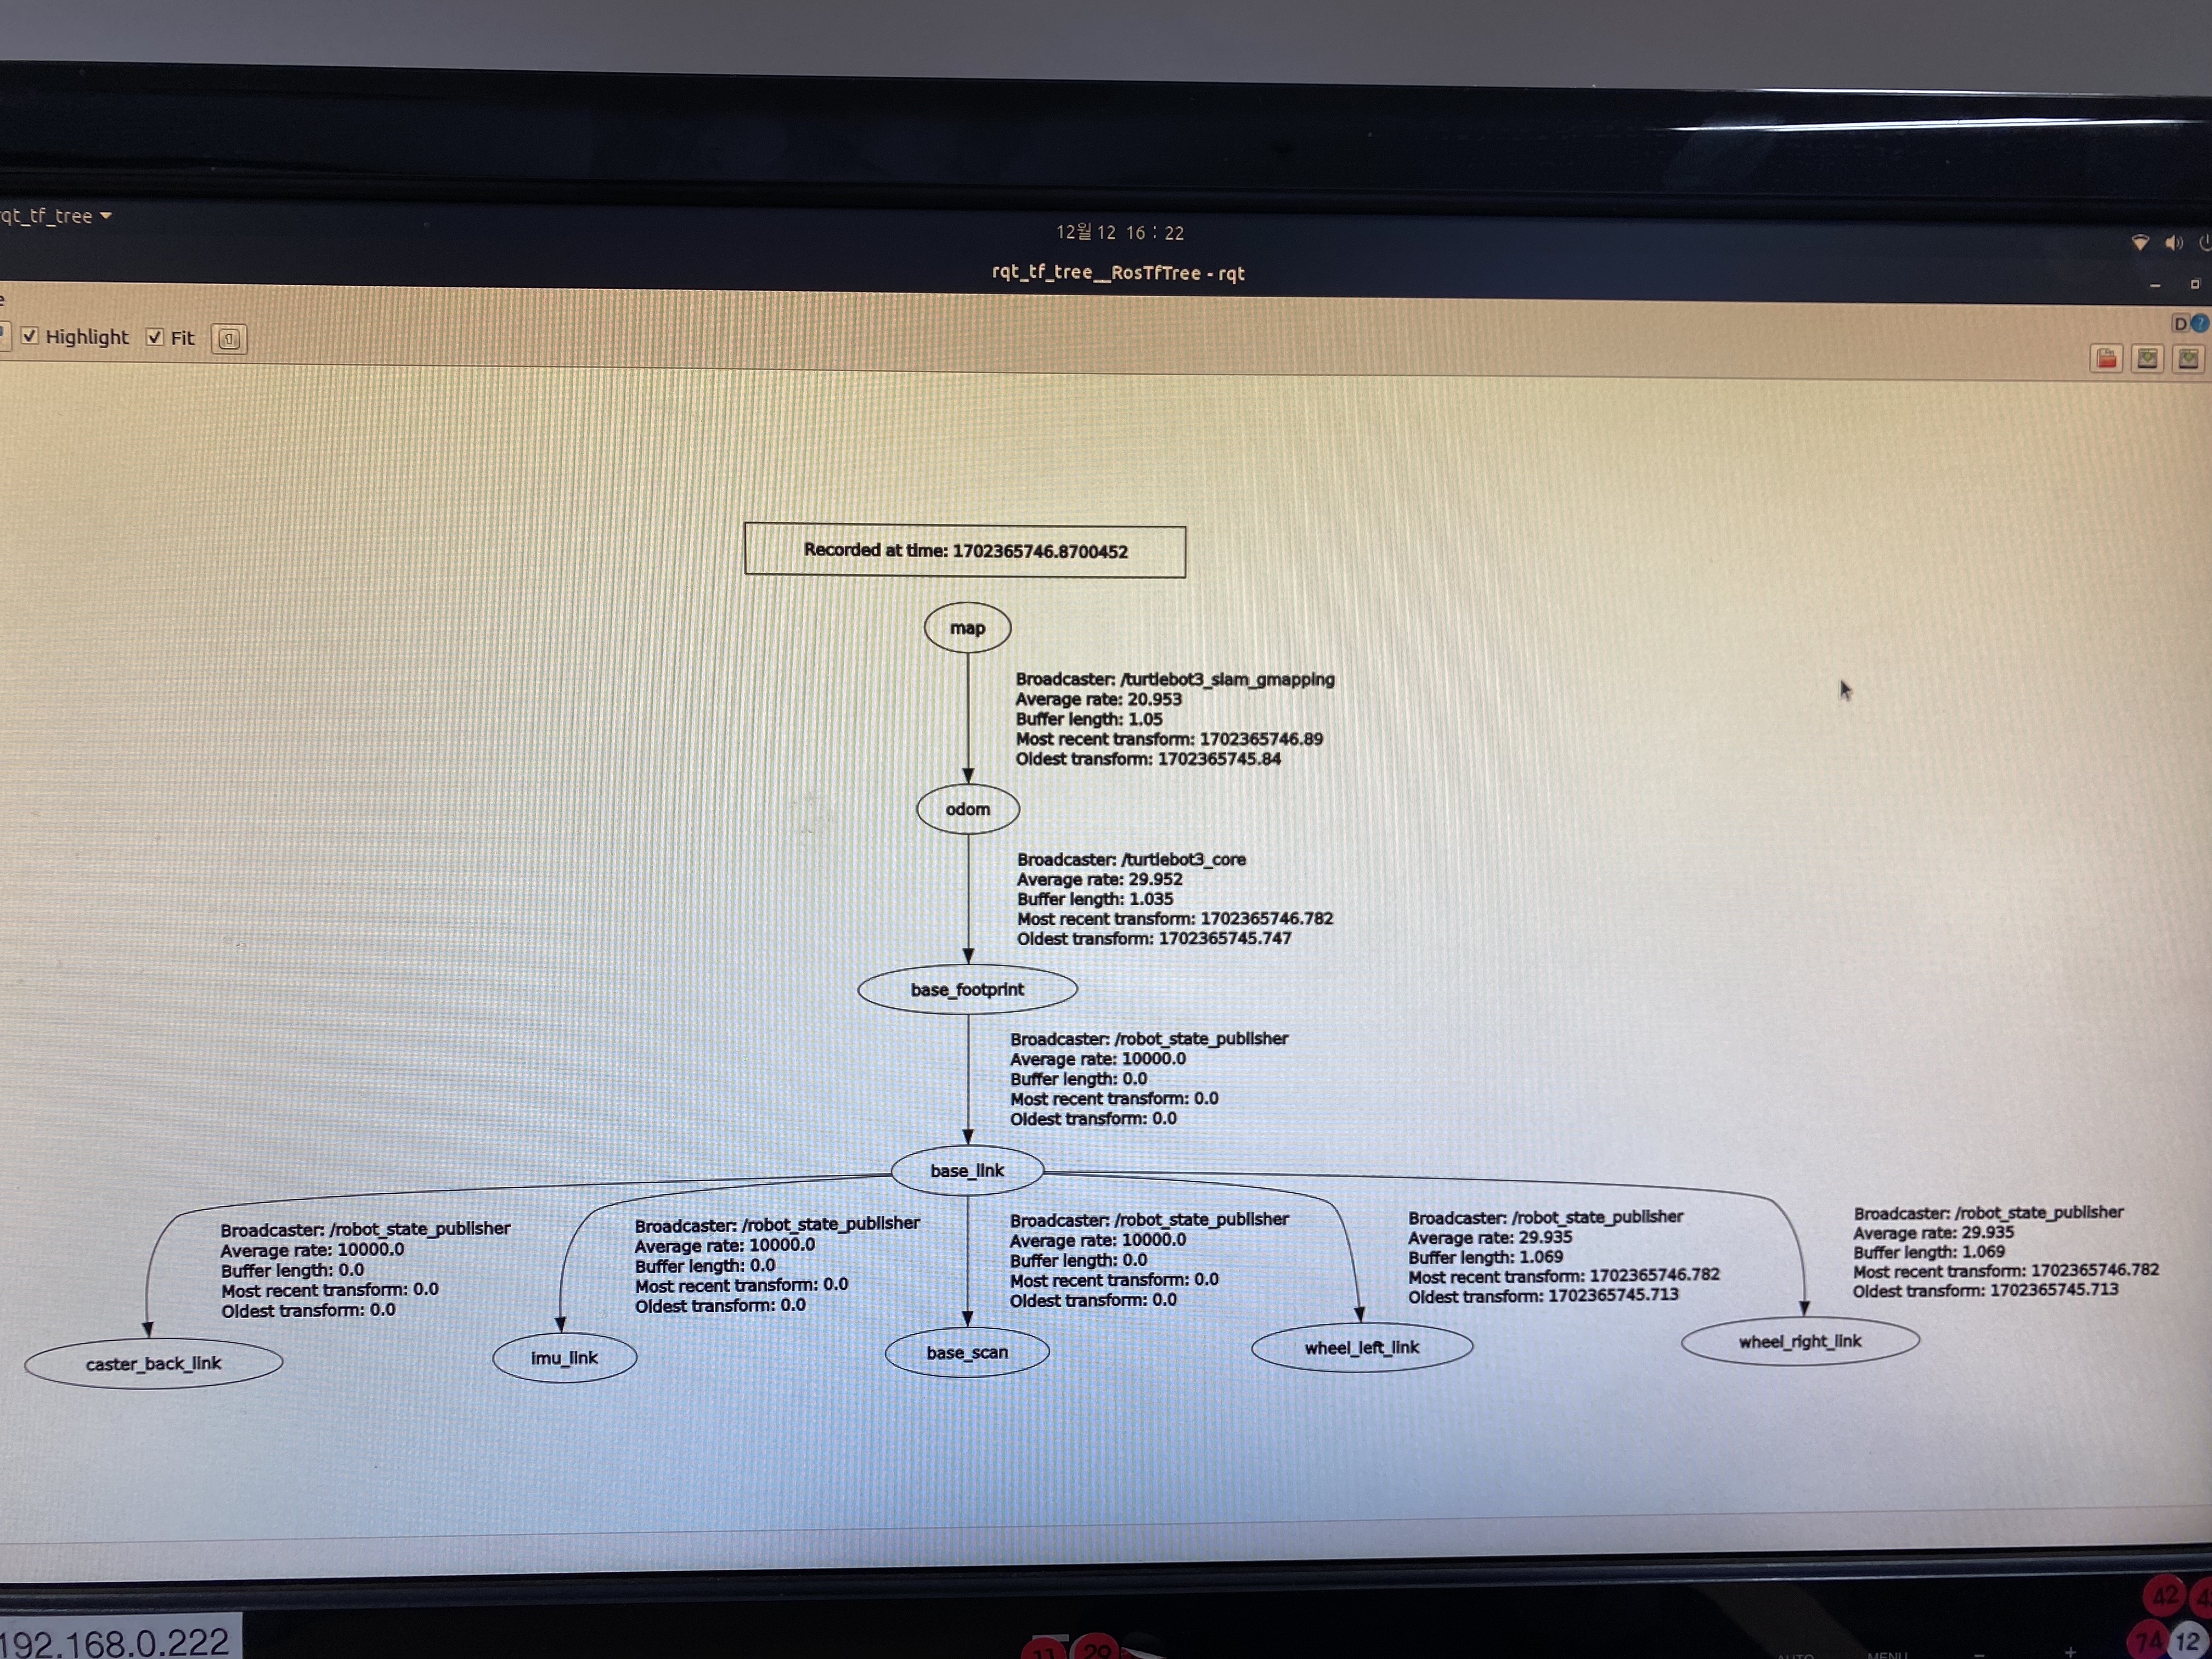 qt_tf_tree
12월 12 16 : 22
rqt_tf_tree__RosTfTree - rqt
e
D
Highlight Fit
Recorded at time: 1702365746.8700452
map
Broadcaster: /turtlebot3_slam_gmapping
Average rate: 20.953
Buffer length: 1.05
Most recent transform: 1702365746.89
Oldest transform: 1702365745.84
odom
Broadcaster: /turtlebot3_core
Average rate: 29.952
Buffer length: 1.035
Most recent transform: 1702365746.782
Oldest transform: 1702365745.747
base_footprint
Broadcaster: /robot_state_publisher
Average rate: 10000.0
Buffer length: 0.0
Most recent transform: 0.0
Oldest transform: 0.0
base_link
Broadcaster: /robot_state_publisher
Average rate: 10000.0
Buffer length: 0.0
Most recent transform: 0.0
Oldest transform: 0.0
caster_back_link
Broadcaster: /robot_state_publisher
Average rate: 10000.0
Buffer length: 0.0
Most recent transform: 0.0
Oldest transform: 0.0
imu_link
Broadcaster: /robot_state_publisher
Average rate: 10000.0
Buffer length: 0.0
Most recent transform: 0.0
Oldest transform: 0.0
base_scan
Broadcaster: /robot_state_publisher
Average rate: 29.935
Buffer length: 1.069
Most recent transform: 1702365746.782
Oldest transform: 1702365745.713
wheel_left_link
Broadcaster: /robot_state_publisher
Average rate: 29.935
Buffer length: 1.069
Most recent transform: 1702365746.782
Oldest transform: 1702365745.713
wheel_right_link
192.168.0.222
42
74 12
MENU - +